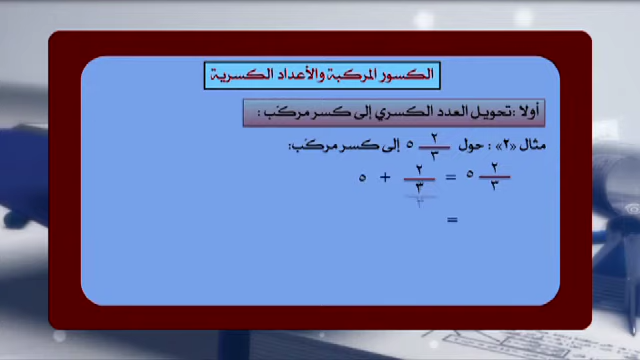 الكسور المركبة والأعداد الكسرية
أولا : تحويل العدد الكسري إلى كسر مركب :
مثال «٢» : حول ٥ ٢/٣ إلى كسر مركب:
٥ ٢/٣ = ٢/٣ + ٥
=